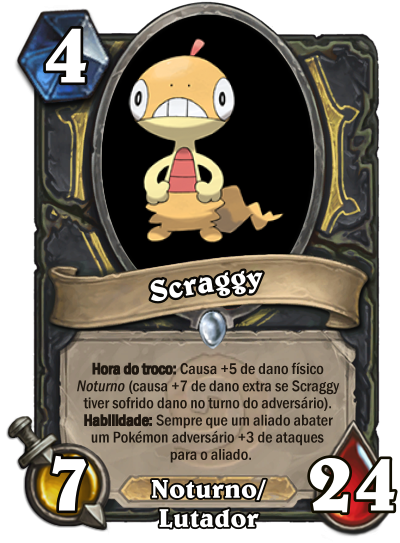 4
Scraggy
Hora do troco: Causa +5 de dano físico
Noturno (causa +7 de dano extra se Scraggy
tiver sofrido dano no turno do adversário).
Habilidade: Sempre que um aliado abater
um Pokémon adversário +3 de ataques
para o aliado.
7
Noturno/
Lutador
24